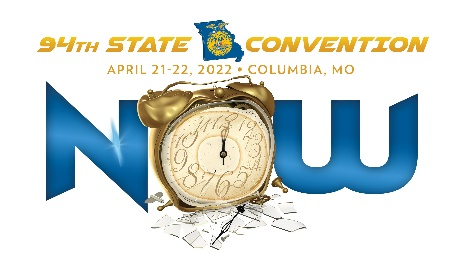 94TH STATE CONVENTION
APRIL 21-22, 2022 • COLUMBIA, MO
NOW